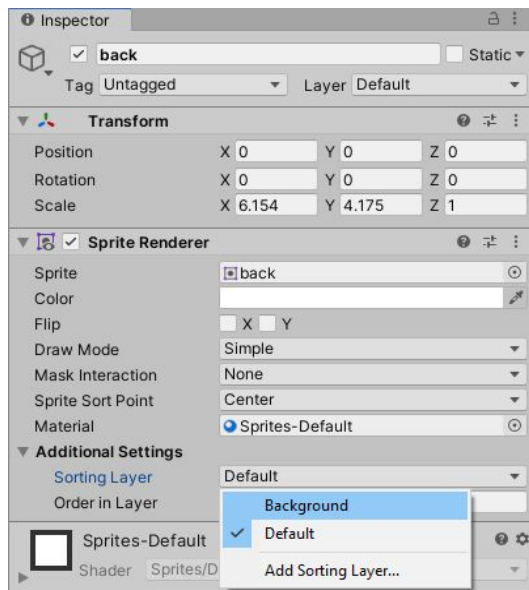 Inspector
back Static
Tag Untagged Layer Default
Transform
Position X 0 Y 0 Z 0
Rotation X 0 Y 0 Z 0
Scale X 6.154 Y 4.175 Z 1
Sprite Renderer
Sprite back
Color
Flip X Y
Draw Mode Simple
Mask Interaction None
Sprite Sort Point Center
Material Sprites-Default
Additional Settings
Sorting Layer Default
Order in Layer
Background
Default
Add Sorting Layer...
Sprites-Default
Shader Sprites/D